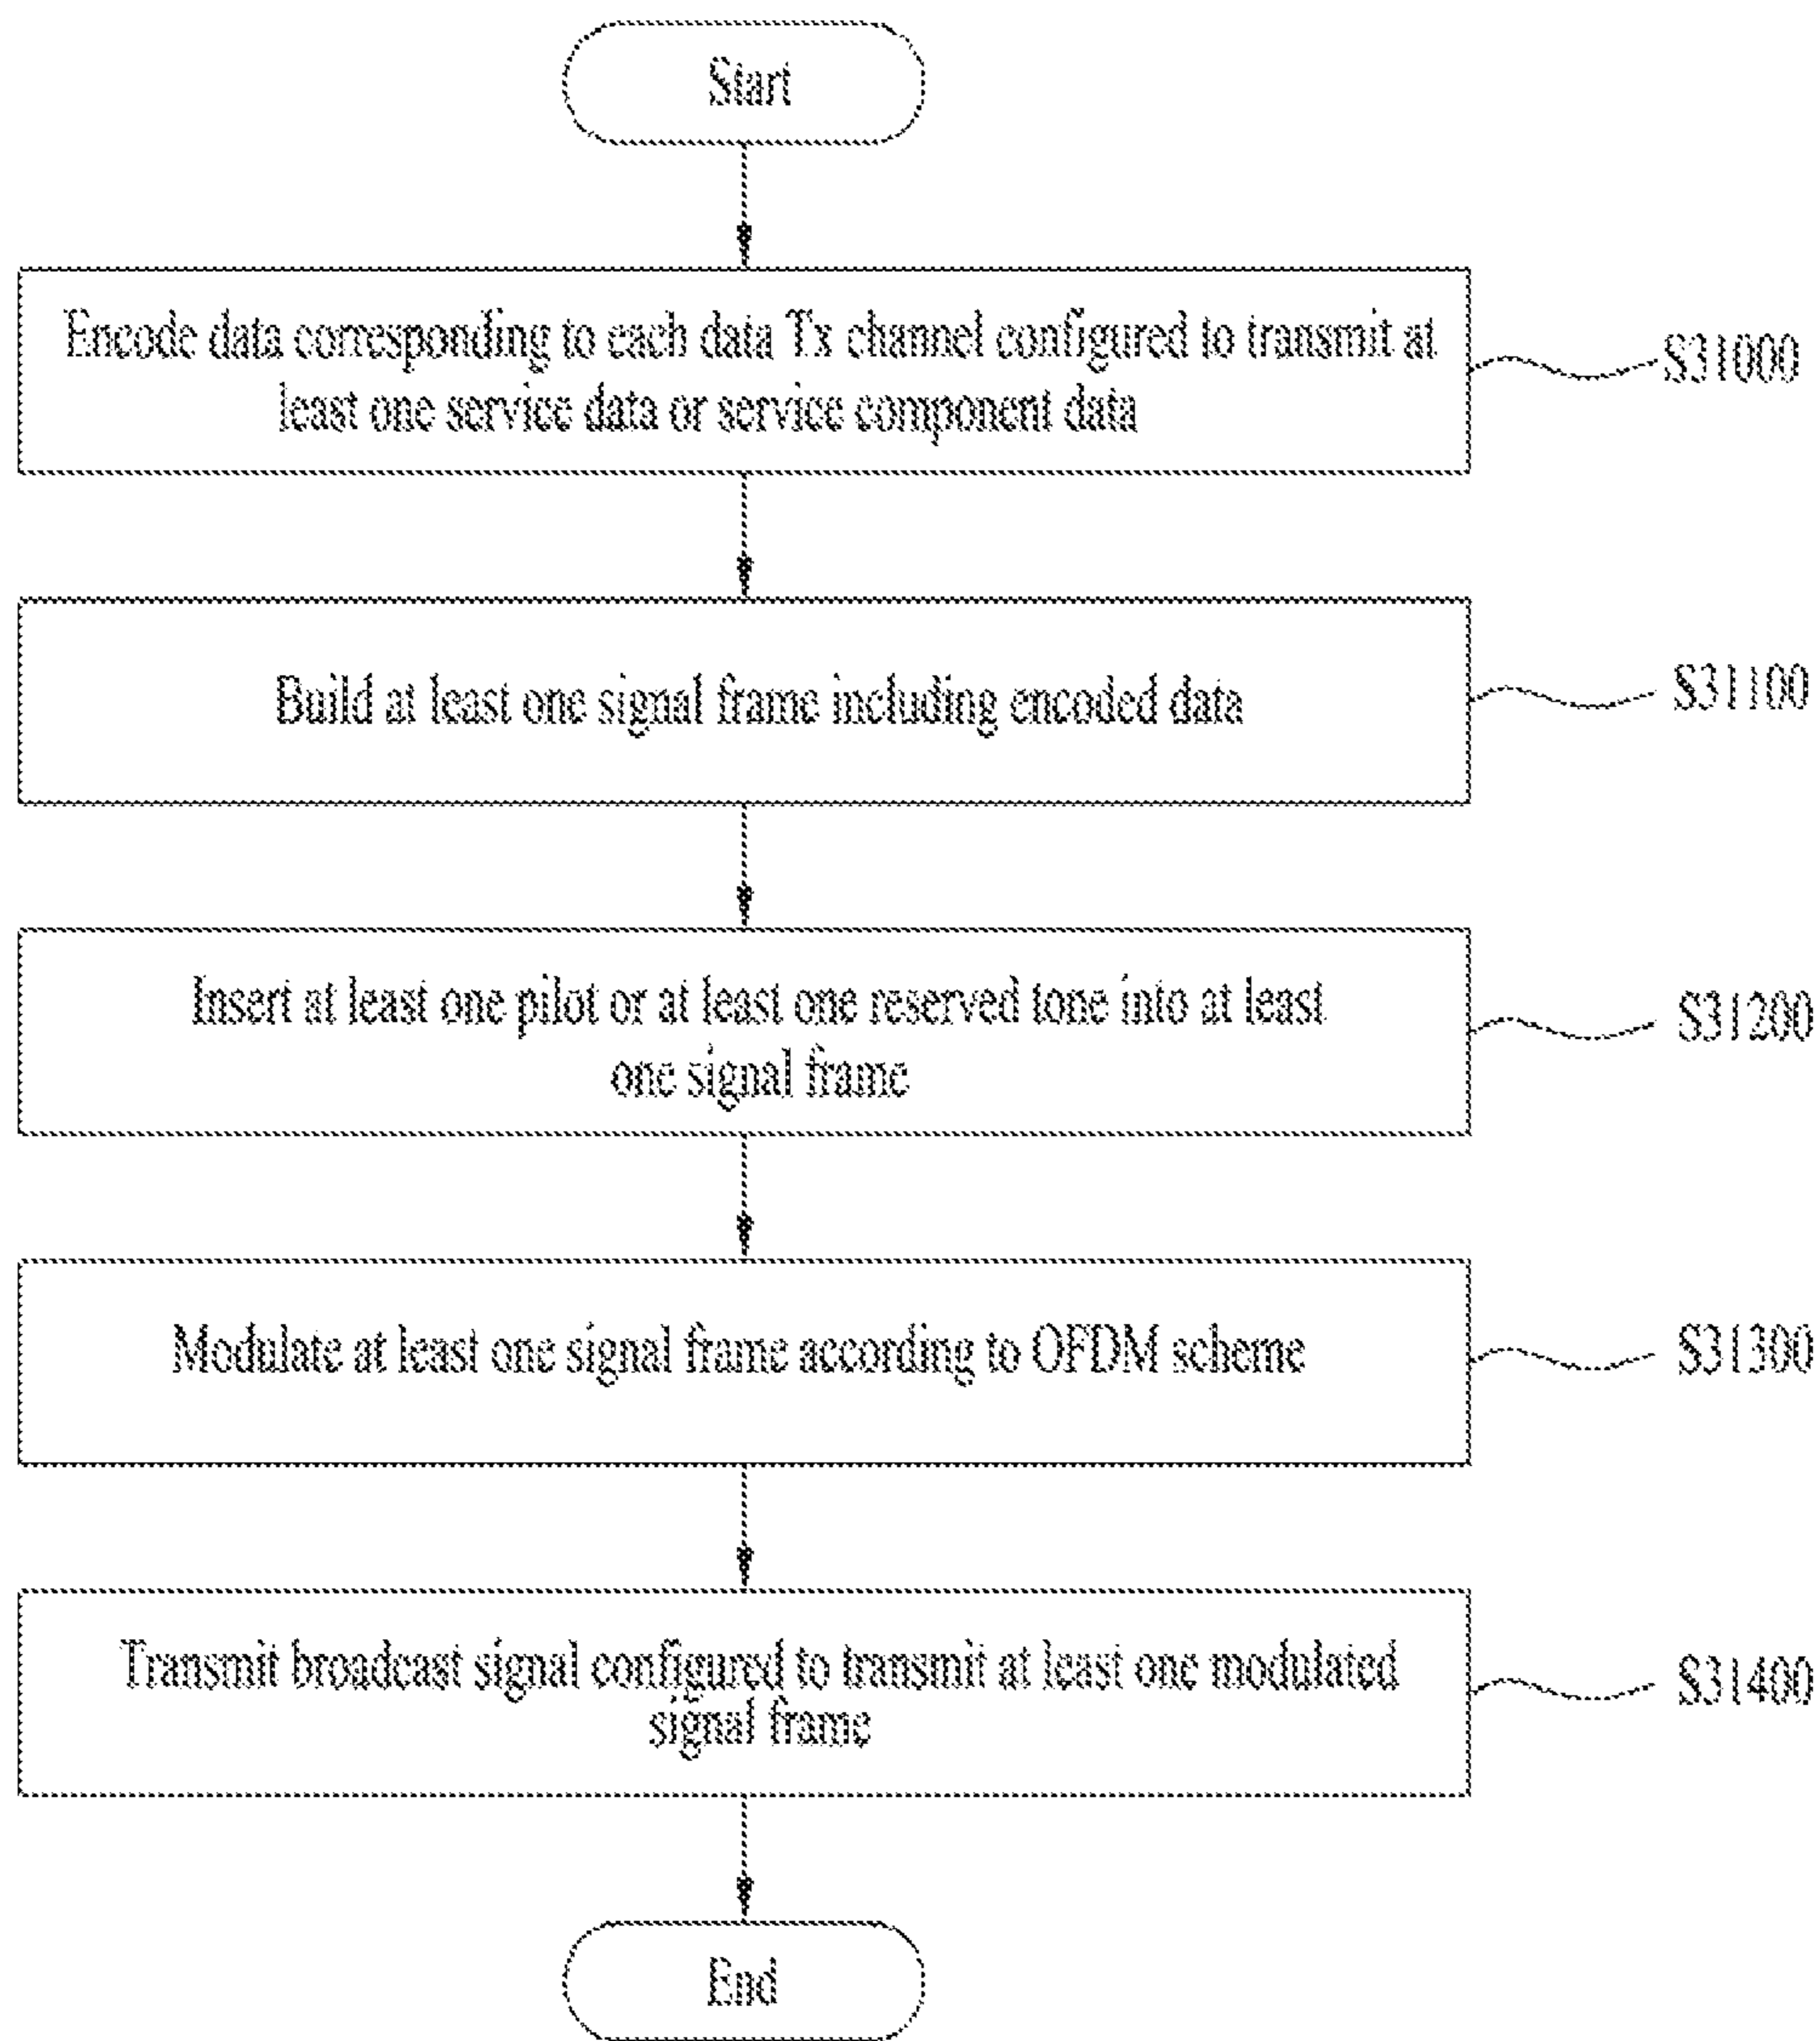 Start
Encode data corresponding to each data Tx channel configured to transmit at
least one service data or service component data
S31000
Build at least one signal frame including encoded data
S31100
Insert at least one pilot or at least one reserved tone into at least
one signal frame
S31200
Modulate at least one signal frame according to OFDM scheme
S31300
Transmit broadcast signal configured to transmit at least one modulated
signal frame
S31400
End